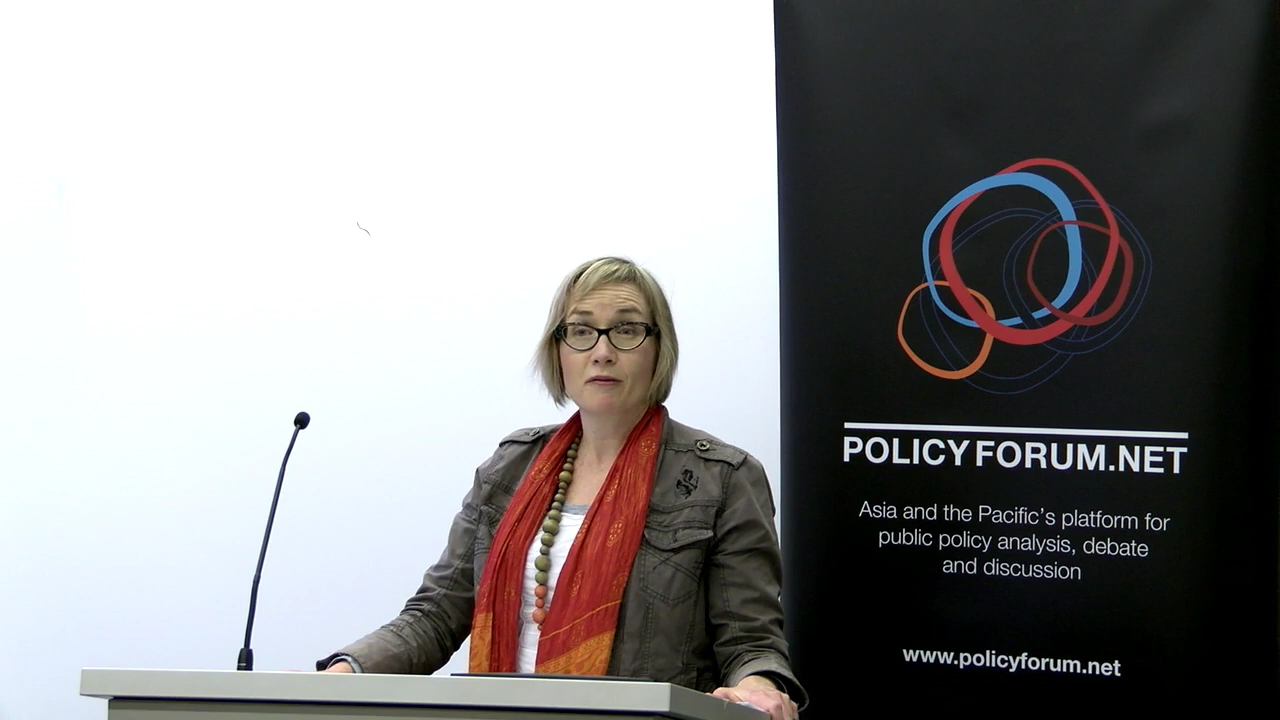 POLICYFORUM.NET
Asia and the Pacific's platform for
public policy analysis, debate
and discussion
www.policyforum.net